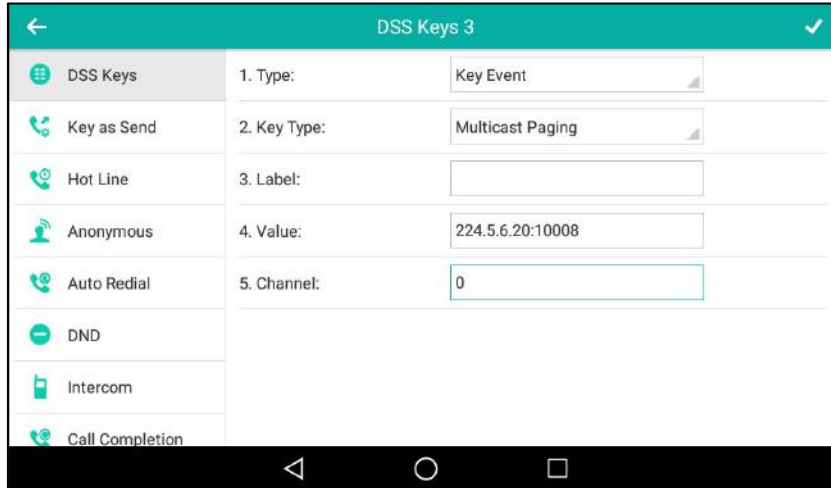 DSS Keys 3
DSS Keys
1. Type:
Key Event
Key as Send
2. Key Type:
Multicast Paging
Hot Line
3. Label:
Anonymous
4. Value:
224.5.6.20:10008
Auto Redial
5. Channel:
0
DND
Intercom
Call Completion